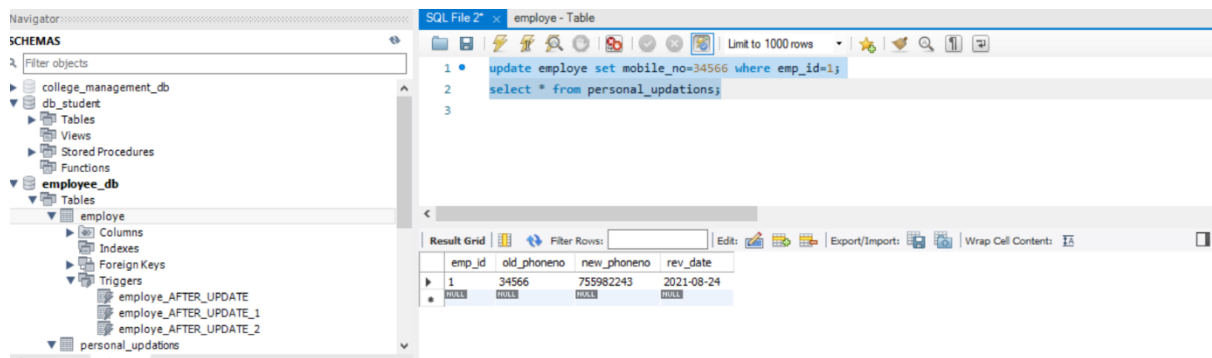 Navigator
SCHEMAS
Filter objects
college_management_db
db_student
Tables
Views
Stored Procedures
Functions
employee_db
Tables
employe
Columns
Indexes
Foreign Keys
Triggers
employe_AFTER_UPDATE
employe_AFTER_UPDATE_1
employe_AFTER_UPDATE_2
personal_updations
SQL File 2* employe - Table
Limit to 1000 rows
1 update employe set mobile_no=34566 where emp_id=1;
2 select * from personal_updations;
3
Result Grid Filter Rows: Edit: Export/Import: Wrap Cell Content:
emp_id old_phoneno new_phoneno rev_date
1 34566 755982243 2021-08-24
NULL NULL NULL NULL